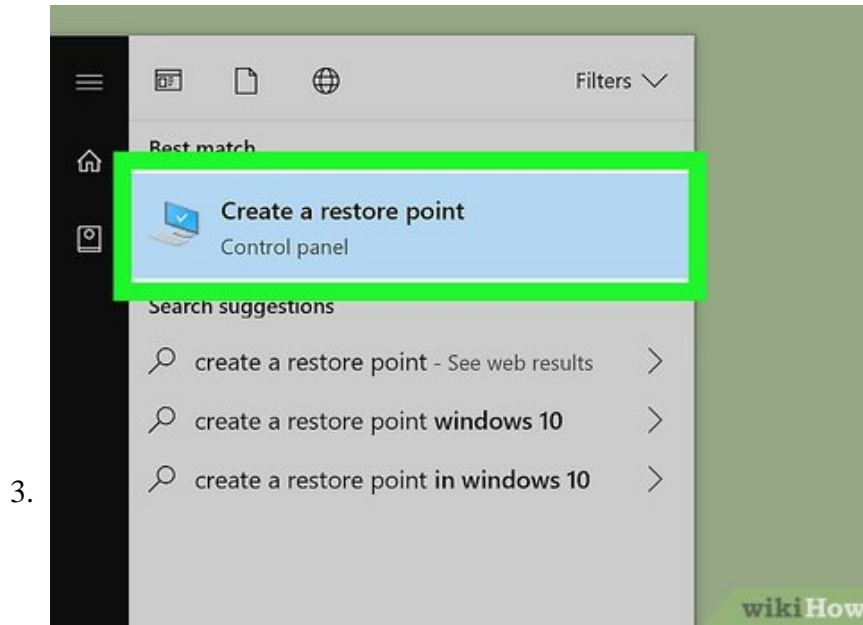 Filters
Best match
Create a restore point
Control panel
Search suggestions
create a restore point - See web results
create a restore point windows 10
create a restore point in windows 10
3.
wikiHow